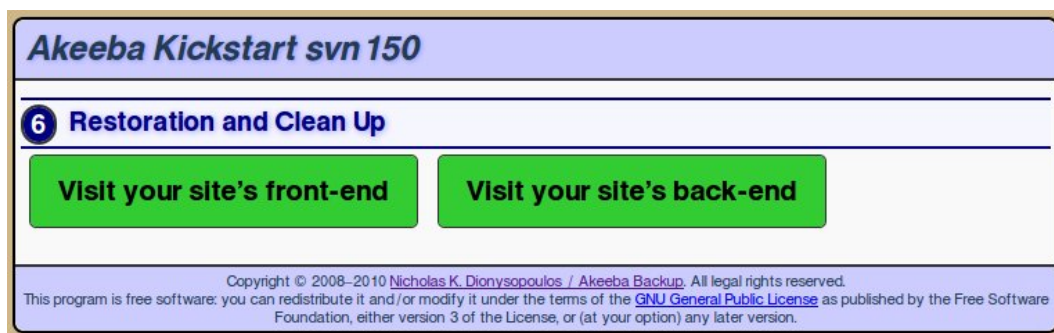 Akeeba Kickstart svn 150
6 Restoration and Clean Up
Visit your site's front-end Visit your site's back-end
Copyright © 2008–2010 Nicholas K. Dionysopoulos / Akeeba Backup. All legal rights reserved.
This program is free software: you can redistribute it and/or modify it under the terms of the GNU General Public License as published by the Free Software
Foundation, either version 3 of the License, or (at your option) any later version.